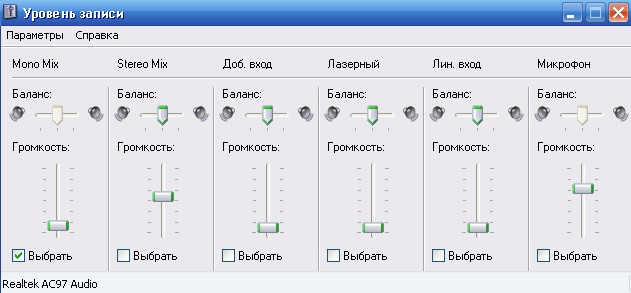 Уровень записи
Параметры Справка
Mono Mix Stereo Mix Доб. вход Лазерный Лин. вход Микрофон
Баланс: Баланс: Баланс: Баланс: Баланс: Баланс:
Громкость: Громкость: Громкость: Громкость: Громкость: Громкость:
Выбрать Выбрать Выбрать Выбрать Выбрать Выбрать
Realtek AC97 Audio